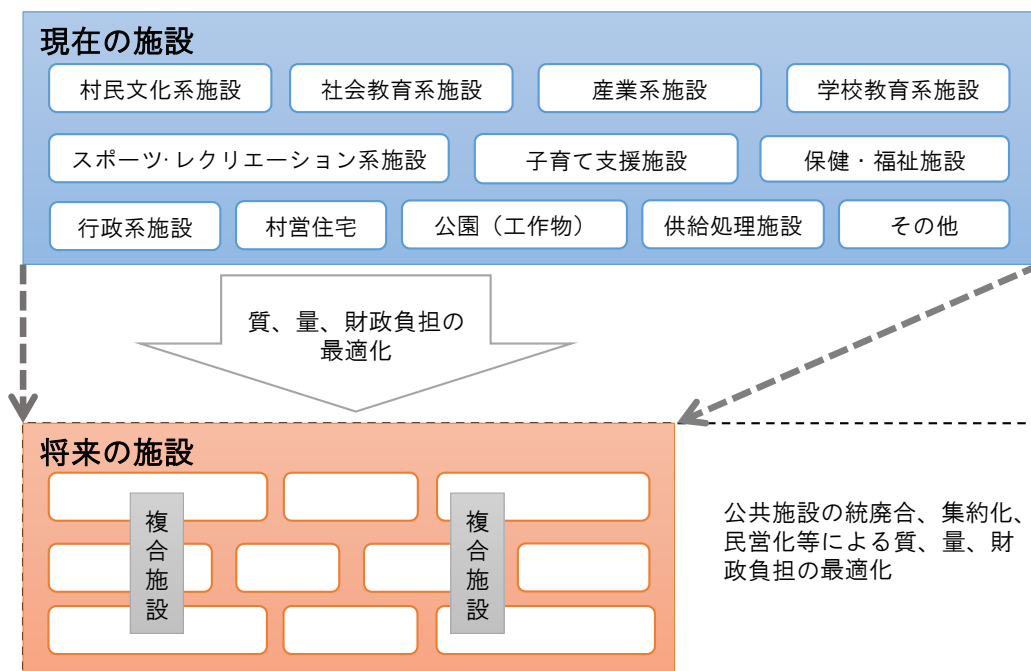 現在の施設
村民文化系施設
社会教育系施設
産業系施設
学校教育系施設
スポーツ・レクリエーション系施設
子育て支援施設
保健・福祉施設
行政系施設
村営住宅
公園（工作物）
供給処理施設
その他
質、量、財政負担の
最適化
将来の施設
複合施設
複合施設
公共施設の統廃合、集約化、
民営化等による質、量、財
政負担の最適化